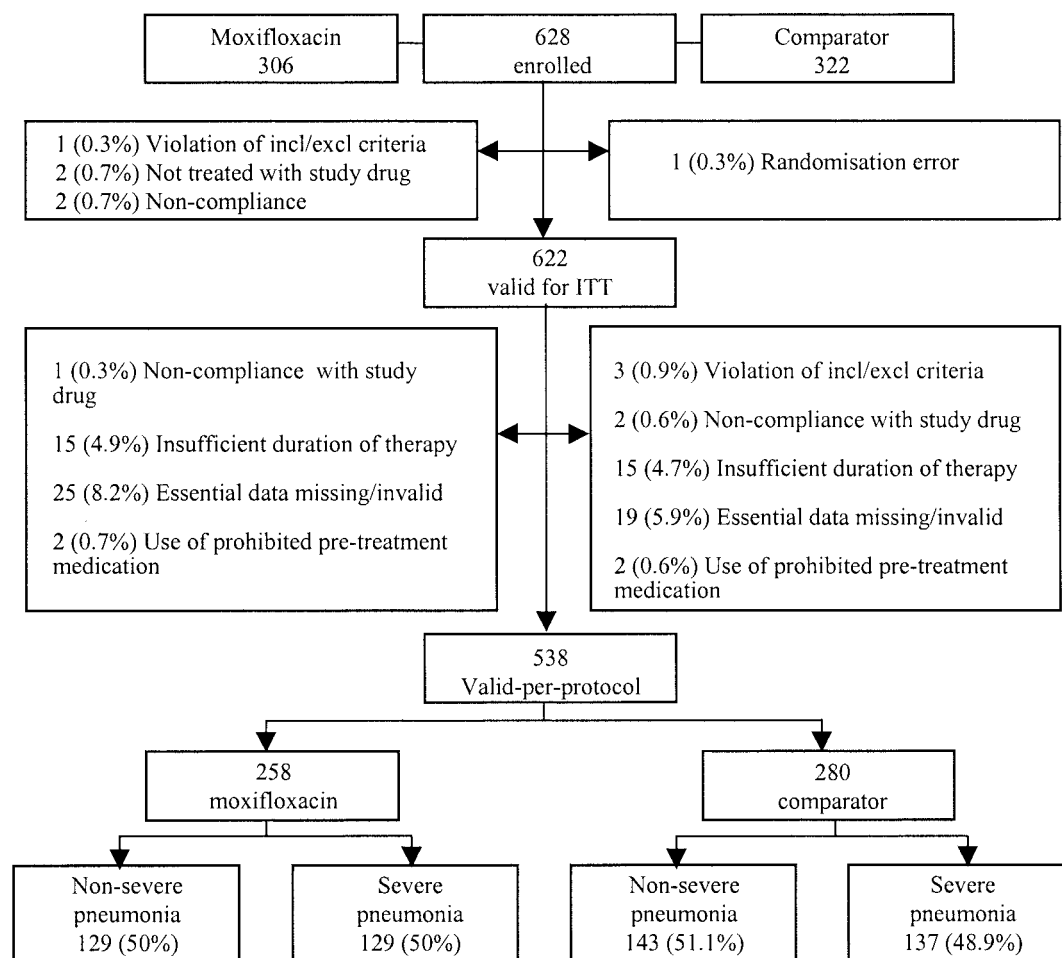 Moxifloxacin
306
628
enrolled
Comparator
322
1 (0.3%) Violation of incl/excl criteria
2 (0.7%) Not treated with study drug
2 (0.7%) Non-compliance
1 (0.3%) Randomisation error
622
valid for ITT
1 (0.3%) Non-compliance with study
drug
15 (4.9%) Insufficient duration of therapy
25 (8.2%) Essential data missing/invalid
2 (0.7%) Use of prohibited pre-treatment
medication
3 (0.9%) Violation of incl/excl criteria
2 (0.6%) Non-compliance with study drug
15 (4.7%) Insufficient duration of therapy
19 (5.9%) Essential data missing/invalid
2 (0.6%) Use of prohibited pre-treatment
medication
538
Valid-per-protocol
258
moxifloxacin
280
comparator
Non-severe
pneumonia
129 (50%)
Severe
pneumonia
129 (50%)
Non-severe
pneumonia
143 (51.1%)
Severe
pneumonia
137 (48.9%)